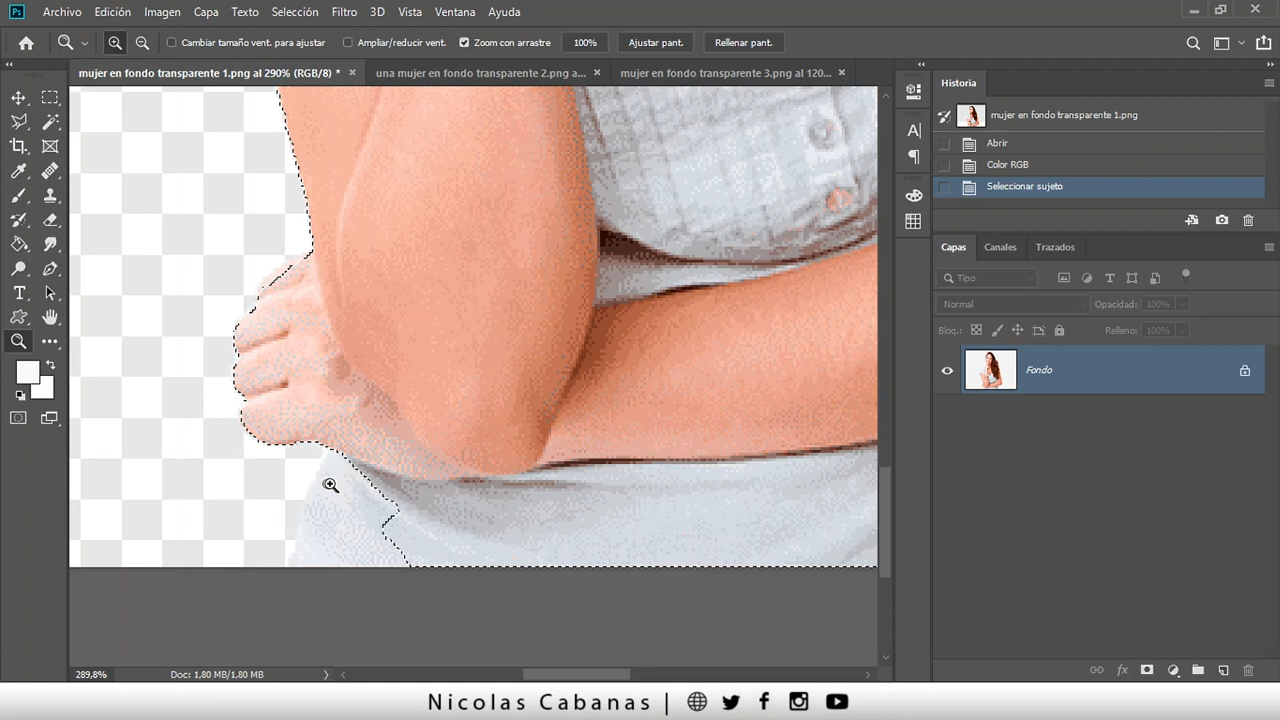 Ps Archivo Edición Imagen Capa Texto Selección Filtro 3D Vista Ventana Ayuda
Cambiar tamaño vent. para ajustar Ampliar/reducir vent. Zoom con arrastre 100% Ajustar pant. Rellenar pant.
mujer en fondo transparente 1.png al 290% (RGB/8) * una mujer en fondo transparente 2.png a... mujer en fondo transparente 3.png al 120...
Historia
mujer en fondo transparente 1.png
Abrir
Color RGB
Seleccionar sujeto
Capas Canales Trazados
Tipo
Normal Opacidad: 100%
Bloq.: Relleno: 100%
Fondo
289,8% Doc: 1,80 MB/1,80 MB
Nicolas Cabanas |